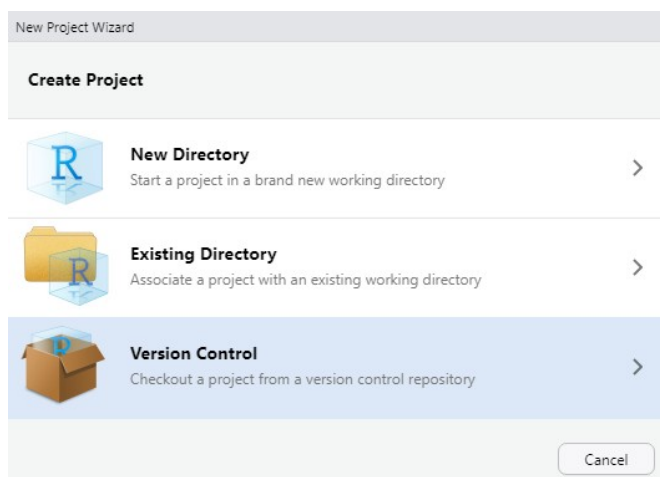 New Project Wizard
Create Project
R
New Directory
Start a project in a brand new working directory
R
Existing Directory
Associate a project with an existing working directory
R
Version Control
Checkout a project from a version control repository
Cancel